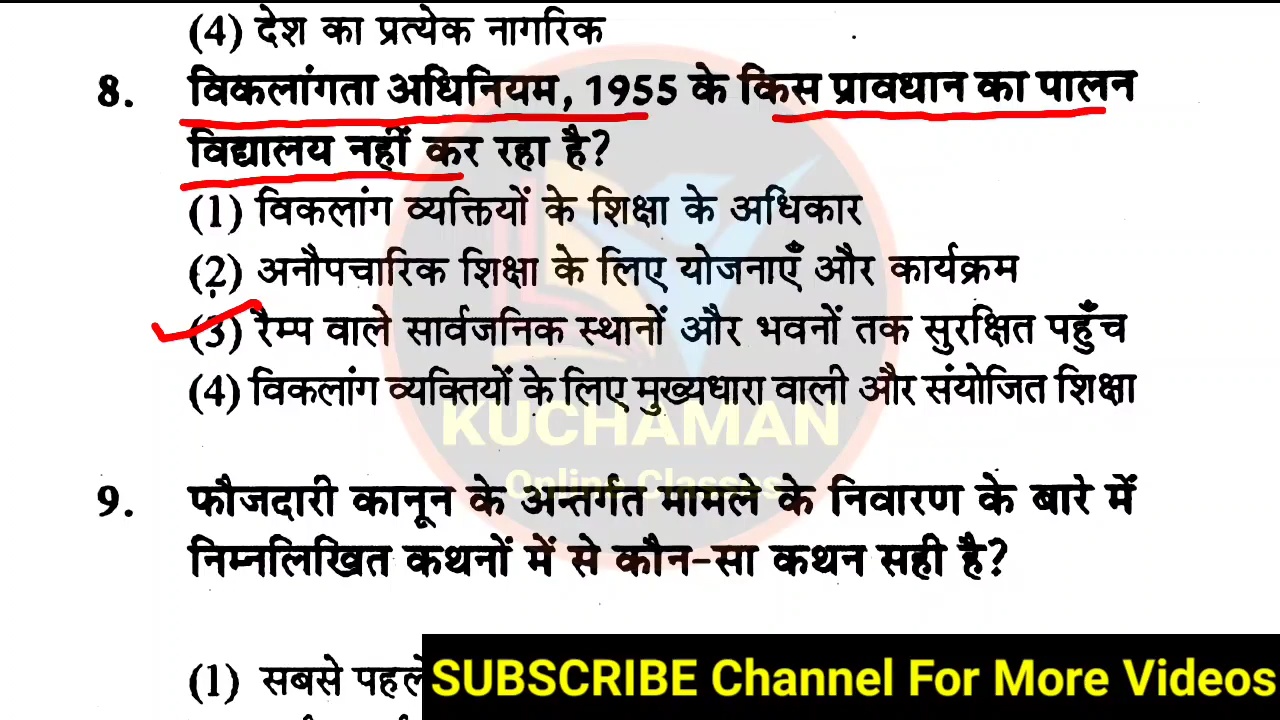 (4) देश का प्रत्येक नागरिक
8. विकलांगता अधिनियम, 1955 के किस प्रावधान का पालन
विद्यालय नहीं कर रहा है?
(1) विकलांग व्यक्तियों के शिक्षा के अधिकार
(2) अनौपचारिक शिक्षा के लिए योजनाएँ और कार्यक्रम
(3) रैम्प वाले सार्वजनिक स्थानों और भवनों तक सुरक्षित पहुँच
(4) विकलांग व्यक्तियों के लिए मुख्यधारा वाली और संयोजित शिक्षा
KUCHAMAN
Online Classes
9. फौजदारी कानून के अन्तर्गत मामले के निवारण के बारे में
निम्नलिखित कथनों में से कौन-सा कथन सही है?
(1) सबसे पहले
SUBSCRIBE Channel For More Videos